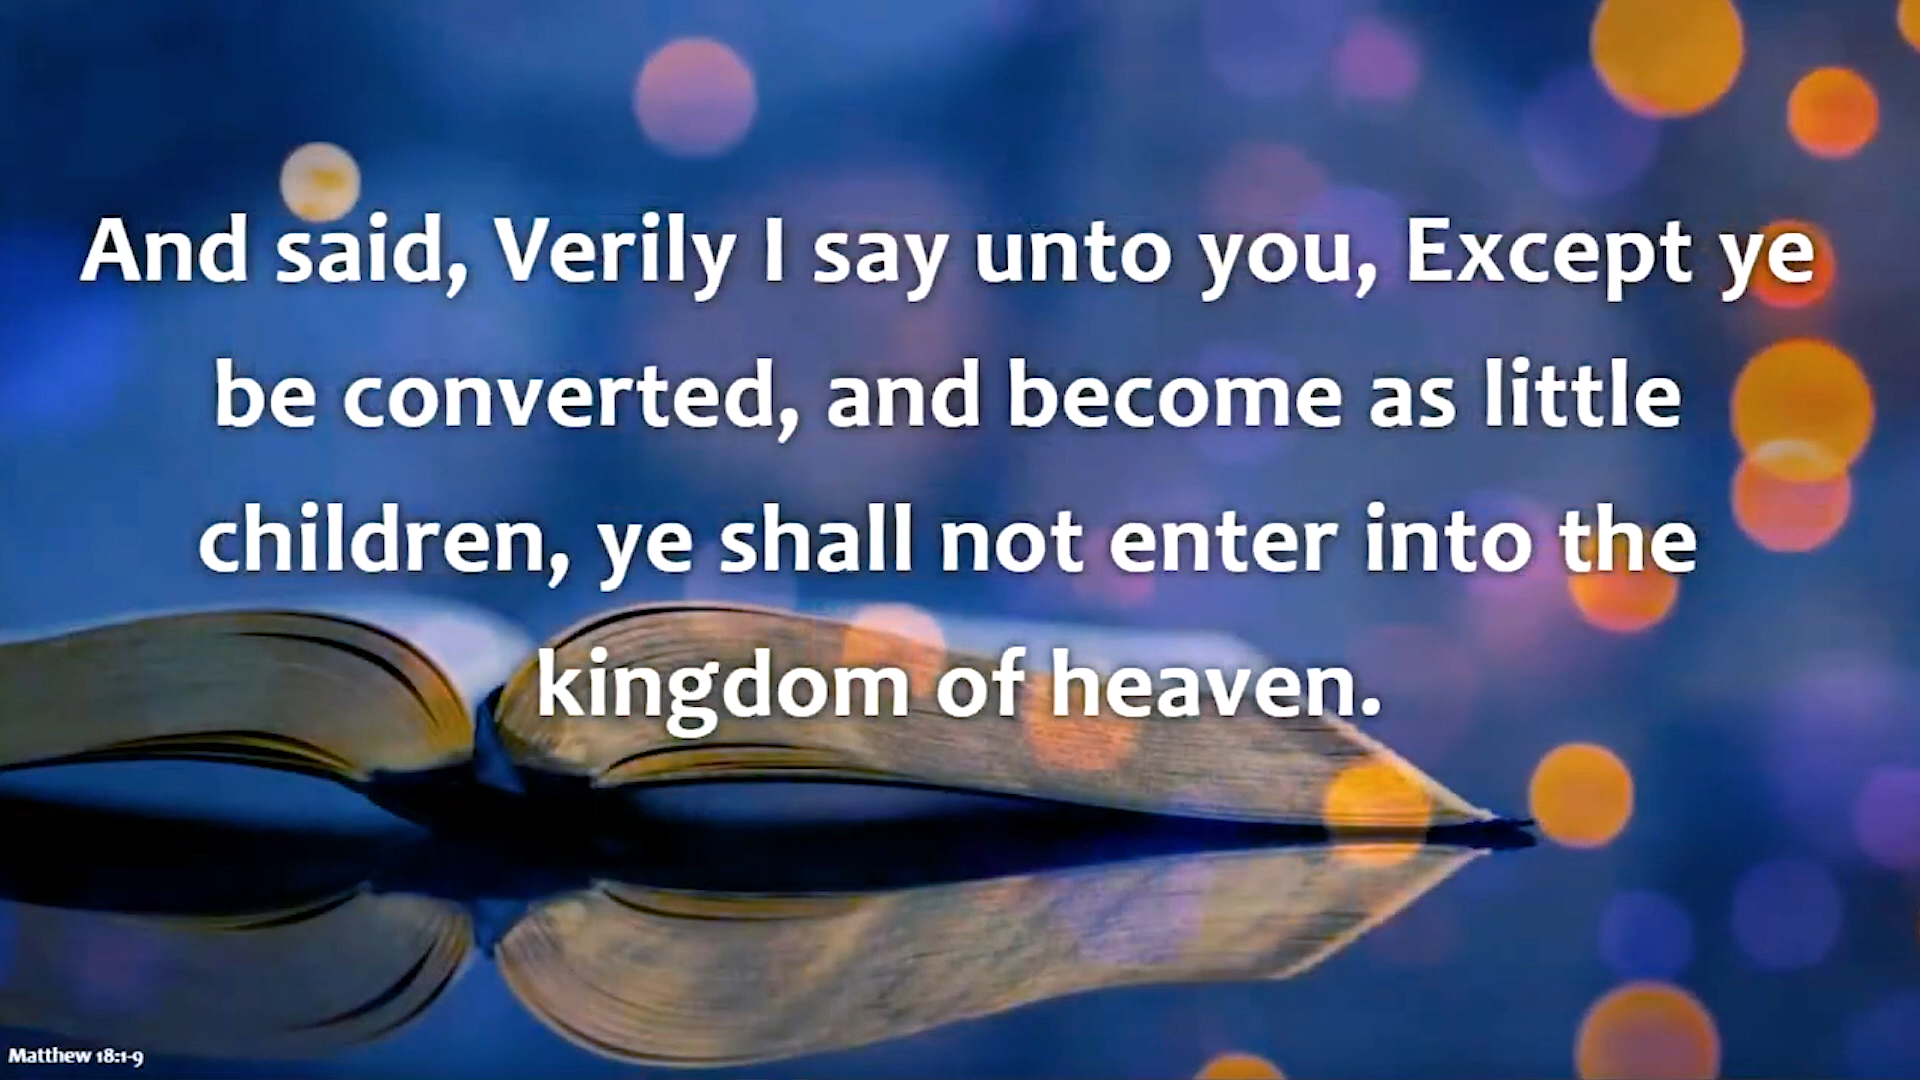 And said, Verily I say unto you, Except ye
be converted, and become as little
children, ye shall not enter into the
kingdom of heaven.
Matthew 18:1-9